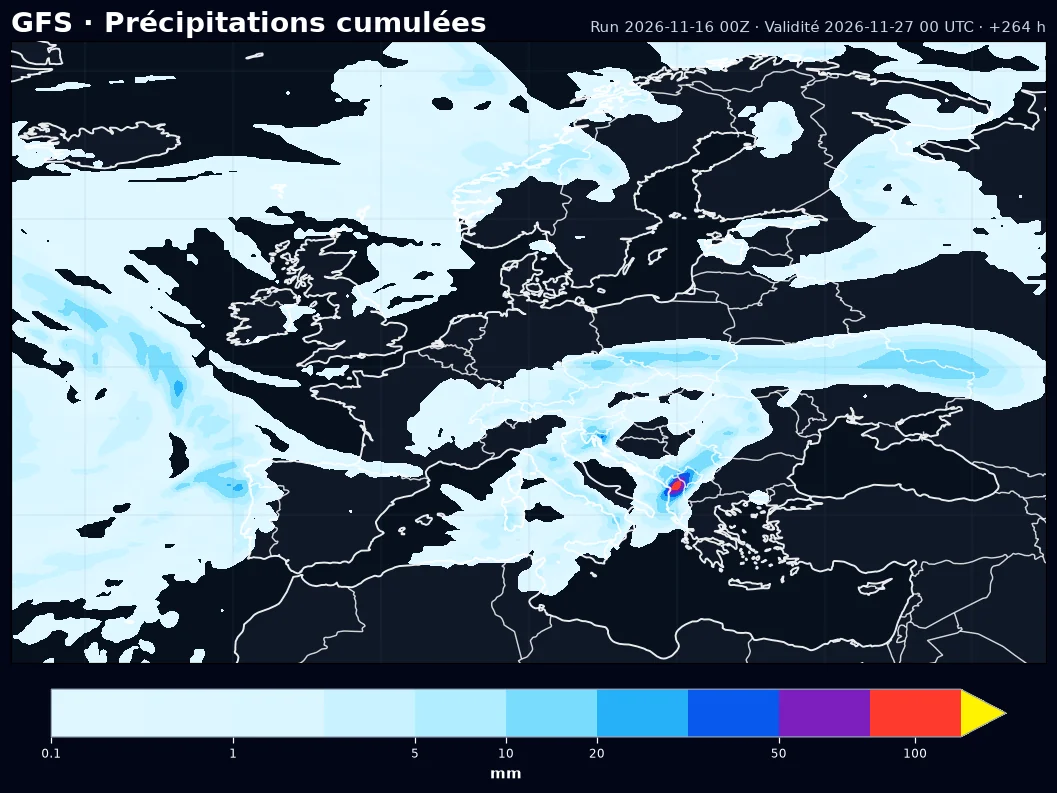 GFS · Précipitations cumulées
Run 2026-11-16 00Z · Validité 2026-11-27 00 UTC · +264 h
0.1 1 5 10 20 50 100
mm